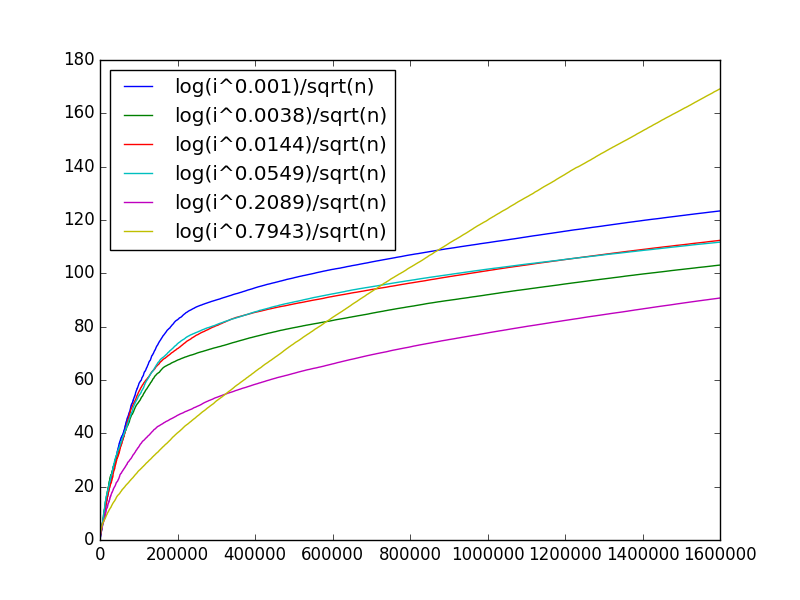 180
160
140
120
100
80
60
40
20
0
log(i^0.001)/sqrt(n)
log(i^0.0038)/sqrt(n)
log(i^0.0144)/sqrt(n)
log(i^0.0549)/sqrt(n)
log(i^0.2089)/sqrt(n)
log(i^0.7943)/sqrt(n)
0 200000 400000 600000 800000 1000000 1200000 1400000 1600000